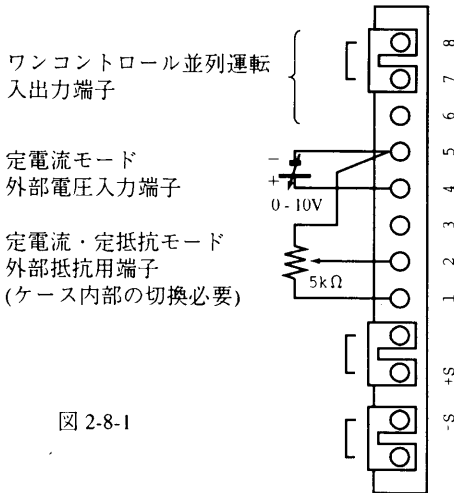 ワンコントロール並列運転
入出力端子
定電流モード
外部電圧入力端子
-
+
0 - 10V
定電流・定抵抗モード
外部抵抗用端子
(ケース内部の切換必要)
5kΩ
図 2-8-1
8
7
6
5
4
3
2
1
+S
-S